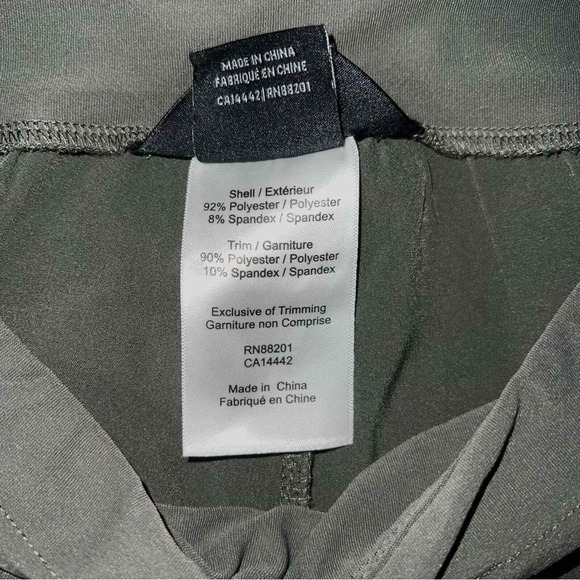 MADE IN CHINA
FABRIQUÉ EN CHINE
CA14442|RN88201
Shell / Extérieur
92% Polyester / Polyester
8% Spandex / Spandex
Trim / Garniture
90% Polyester / Polyester
10% Spandex / Spandex
Exclusive of Trimming
Garniture non Comprise
RN88201
CA14442
Made in China
Fabriqué en Chine